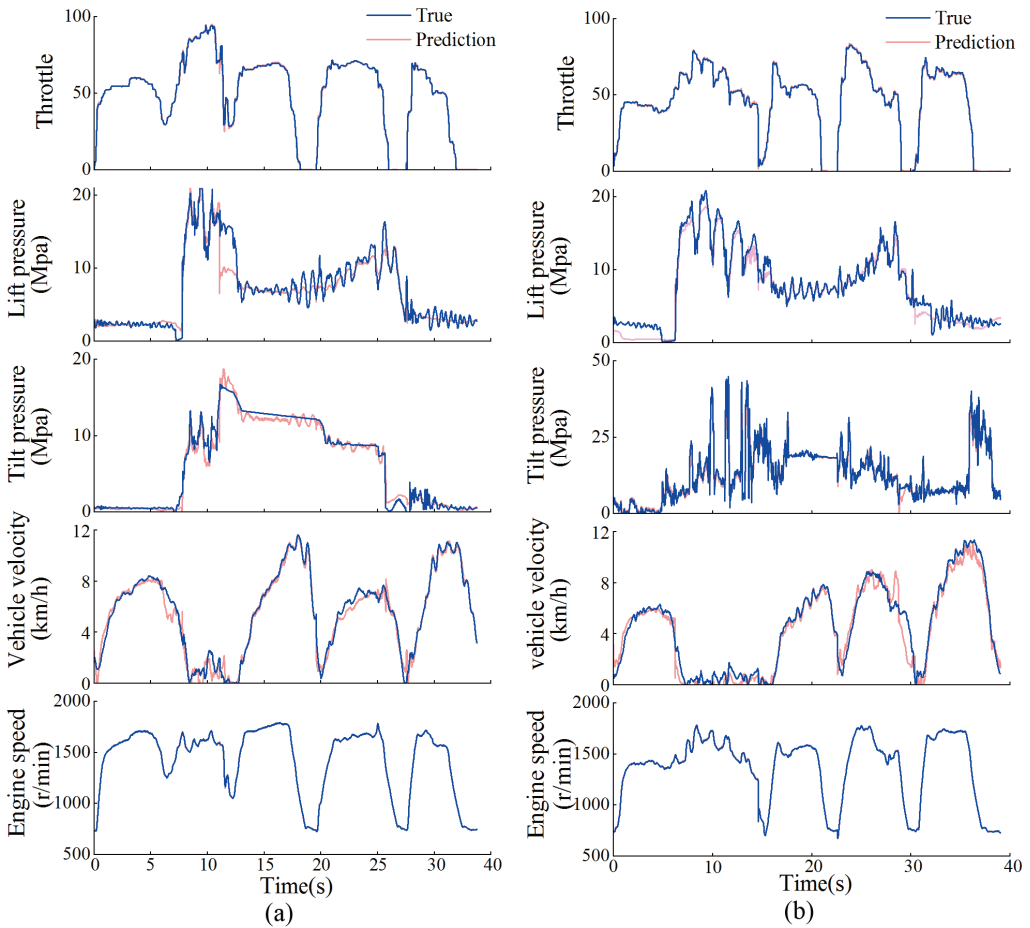 True
Prediction
Throttle
100
50
0
Lift pressure
(Mpa)
20
10
0
Tilt pressure
(Mpa)
20
10
0
Vehicle velocity
(km/h)
12
8
4
0
Engine speed
(r/min)
2000
1500
1000
500
0 5 10 15 20 25 30 35 40
Time(s)
(a)
True
Prediction
Throttle
100
50
0
Lift pressure
(Mpa)
20
10
0
Tilt pressure
(Mpa)
50
25
0
vehicle velocity
km/h)
12
8
4
0
Engine speed
(r/min)
2000
1500
1000
500
0 10 20 30 40
Time(s)
(b)